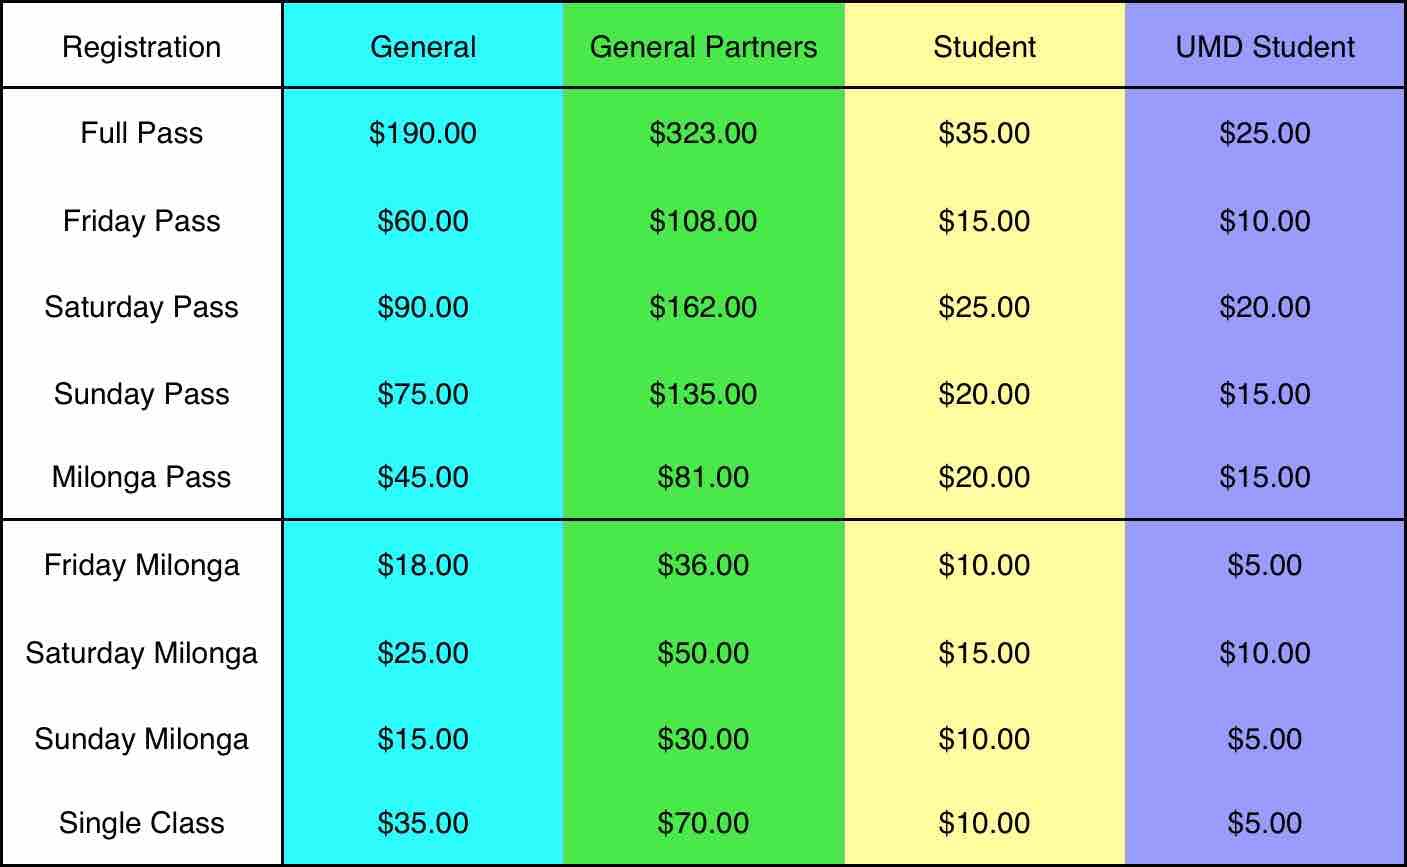 Registration General General Partners Student UMD Student
Full Pass $190.00 $323.00 $35.00 $25.00
Friday Pass $60.00 $108.00 $15.00 $10.00
Saturday Pass $90.00 $162.00 $25.00 $20.00
Sunday Pass $75.00 $135.00 $20.00 $15.00
Milonga Pass $45.00 $81.00 $20.00 $15.00
Friday Milonga $18.00 $36.00 $10.00 $5.00
Saturday Milonga $25.00 $50.00 $15.00 $10.00
Sunday Milonga $15.00 $30.00 $10.00 $5.00
Single Class $35.00 $70.00 $10.00 $5.00